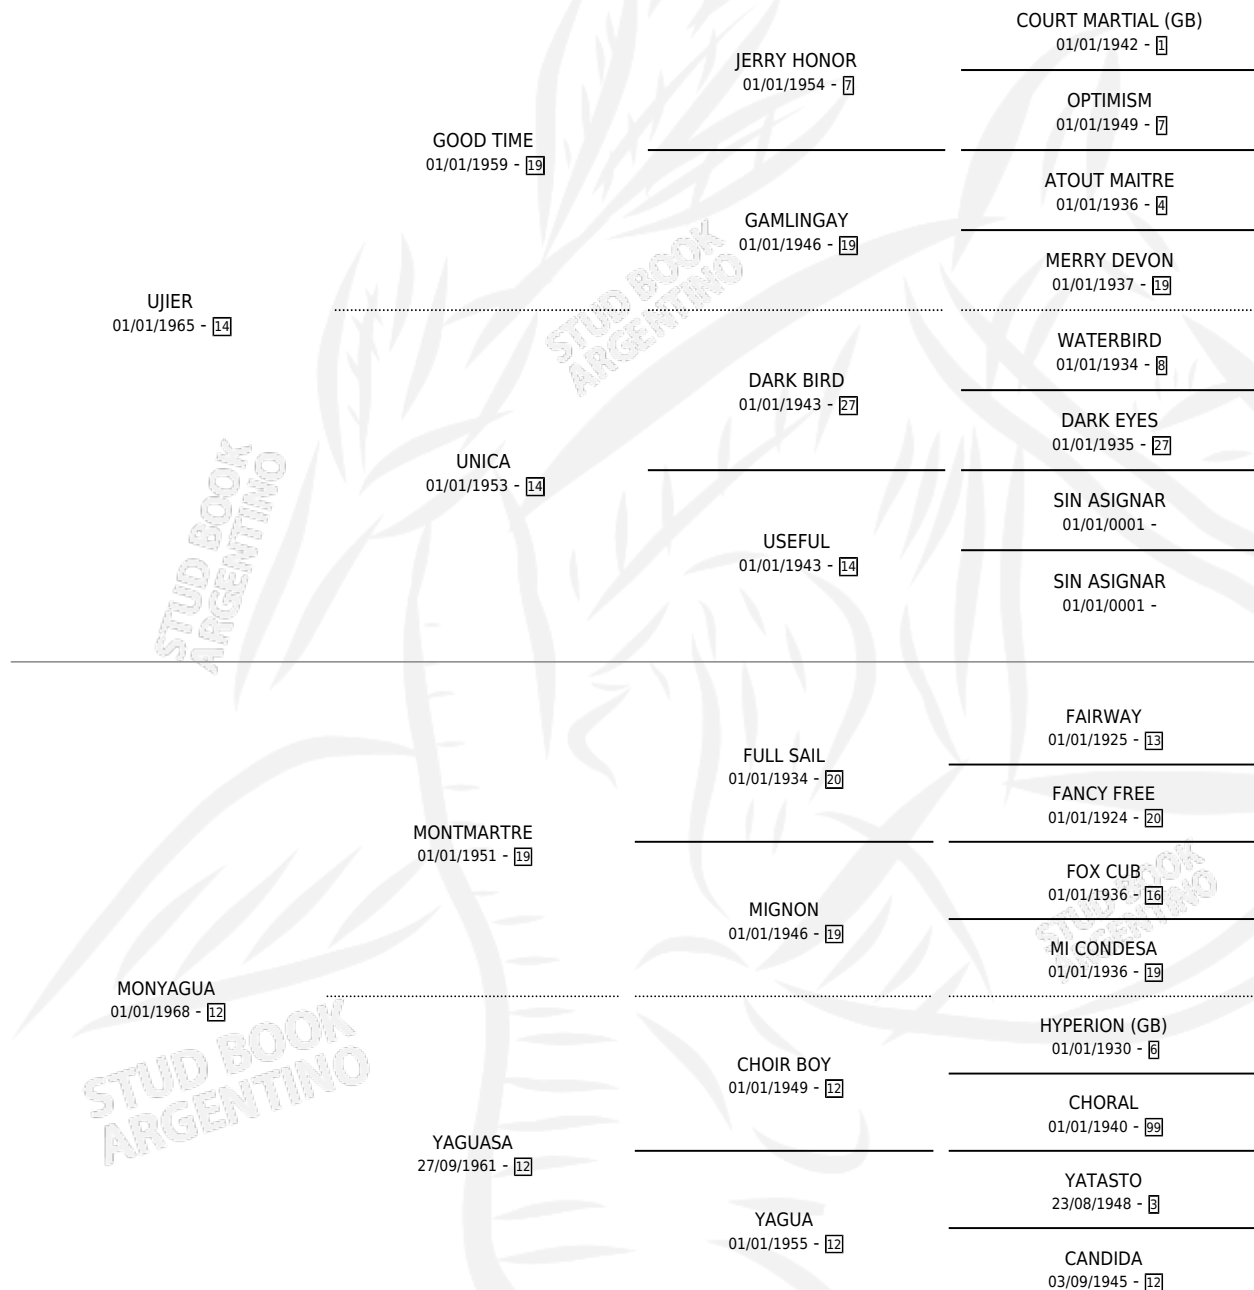 COURT MARTIAL (GB)
01/01/1942 - 1
JERRY HONOR
01/01/1954 - 7
OPTIMISM
01/01/1949 - 7
GOOD TIME
01/01/1959 - 19
ATOUT MAITRE
01/01/1936 - 4
GAMLINGAY
01/01/1946 - 19
MERRY DEVON
01/01/1937 - 19
UJIER
01/01/1965 - 14
STUD BOOK
ARGENTINO
WATERBIRD
01/01/1934 - 8
DARK BIRD
01/01/1943 - 27
DARK EYES
01/01/1935 - 27
UNICA
01/01/1953 - 14
SIN ASIGNAR
01/01/0001 -
USEFUL
01/01/1943 - 14
SIN ASIGNAR
01/01/0001 -
STUD BOOK
ARGENTINO
FAIRWAY
01/01/1925 - 13
FULL SAIL
01/01/1934 - 20
FANCY FREE
01/01/1924 - 20
MONTMARTRE
01/01/1951 - 19
FOX CUB
01/01/1936 - 16
MIGNON
01/01/1946 - 19
STUD BOOK
ARGENTINO
MI CONDESA
01/01/1936 - 19
MONYAGUA
01/01/1968 - 12
STUD BOOK
ARGENTINO
HYPERION (GB)
01/01/1930 - 6
CHOIR BOY
01/01/1949 - 12
CHORAL
01/01/1940 - 99
YAGUASA
27/09/1961 - 12
YATASTO
23/08/1948 - 3
YAGUA
01/01/1955 - 12
CANDIDA
03/09/1945 - 12